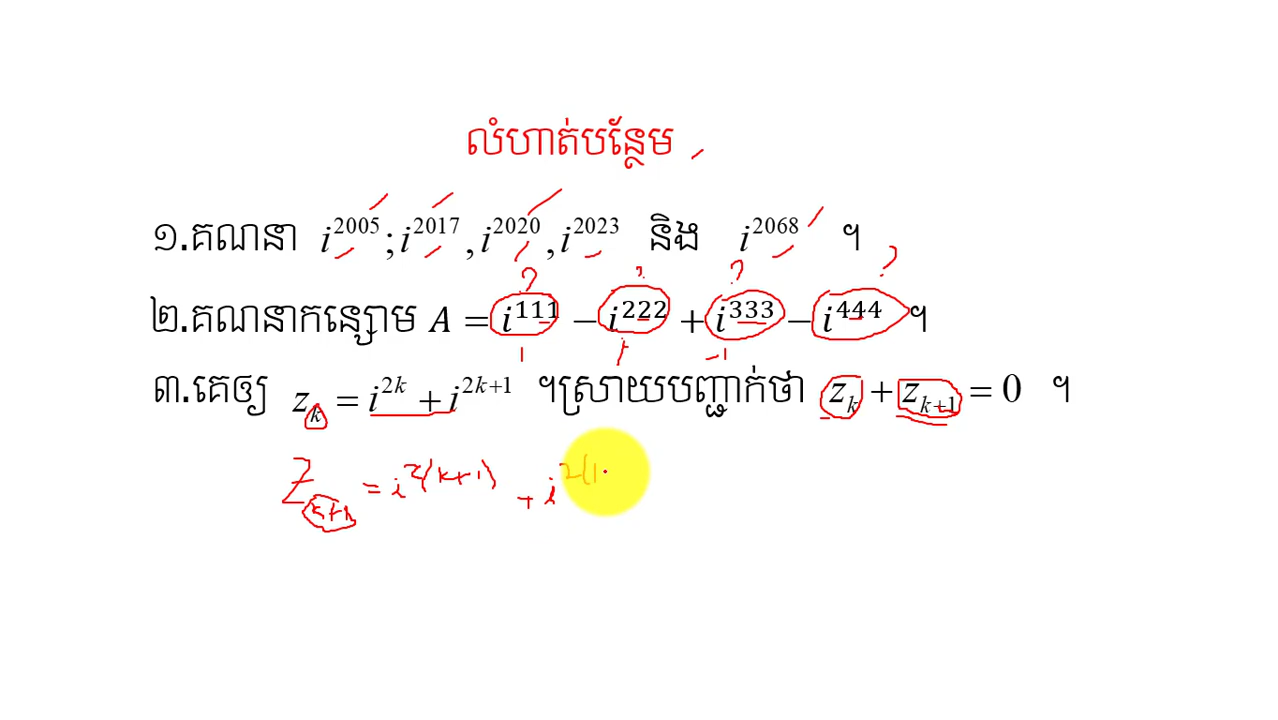 លំហាត់បន្ថែម
១.គណនា i^2005 ; i^2017 , i^2020 , i^2023 និង i^2068 ។
២.គណនាកន្សោម A = i^111 − i^222 + i^333 − i^444 ។
៣.គេឲ្យ z_k = i^2k + i^2k+1 ។ស្រាយបញ្ជាក់ថា z_k + z_k+1 = 0 ។
Z_k+1 = i^2(k+1) + i^2(